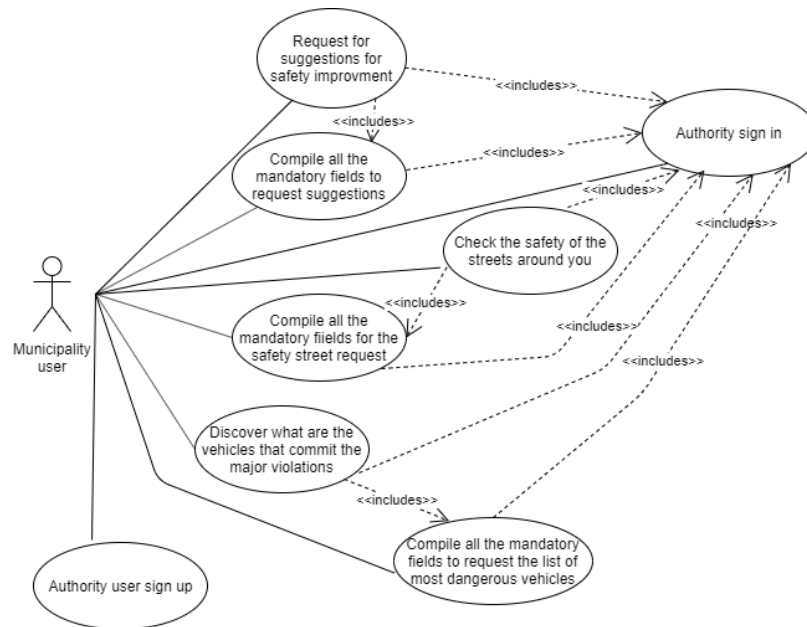 Request for
suggestions for
safety improvment
<<includes>>
<<includes>>
Authority sign in
Compile all the
mandatory fields to
request suggestions
<<includes>>
<<includes>>
<<includes>>
Check the safety of the
streets around you
Municipality
user
<<includes>>
Compile all the
mandatory fiields for the
safety street request
<<includes>>
<<includes>>
Discover what are the
vehicles that commit the
major violations
<<includes>>
Compile all the mandatory
fields to request the list of
most dangerous vehicles
Authority user sign up